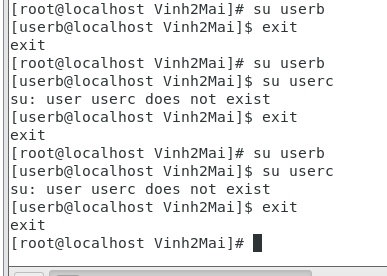 [root@localhost Vinh2Mai]# su userb
[userb@localhost Vinh2Mai]$ exit
exit
[root@localhost Vinh2Mai]# su userb
[userb@localhost Vinh2Mai]$ su userc
su: user userc does not exist
[userb@localhost Vinh2Mai]$ exit
exit
[root@localhost Vinh2Mai]# su userb
[userb@localhost Vinh2Mai]$ su userc
su: user userc does not exist
[userb@localhost Vinh2Mai]$ exit
exit
[root@localhost Vinh2Mai]#